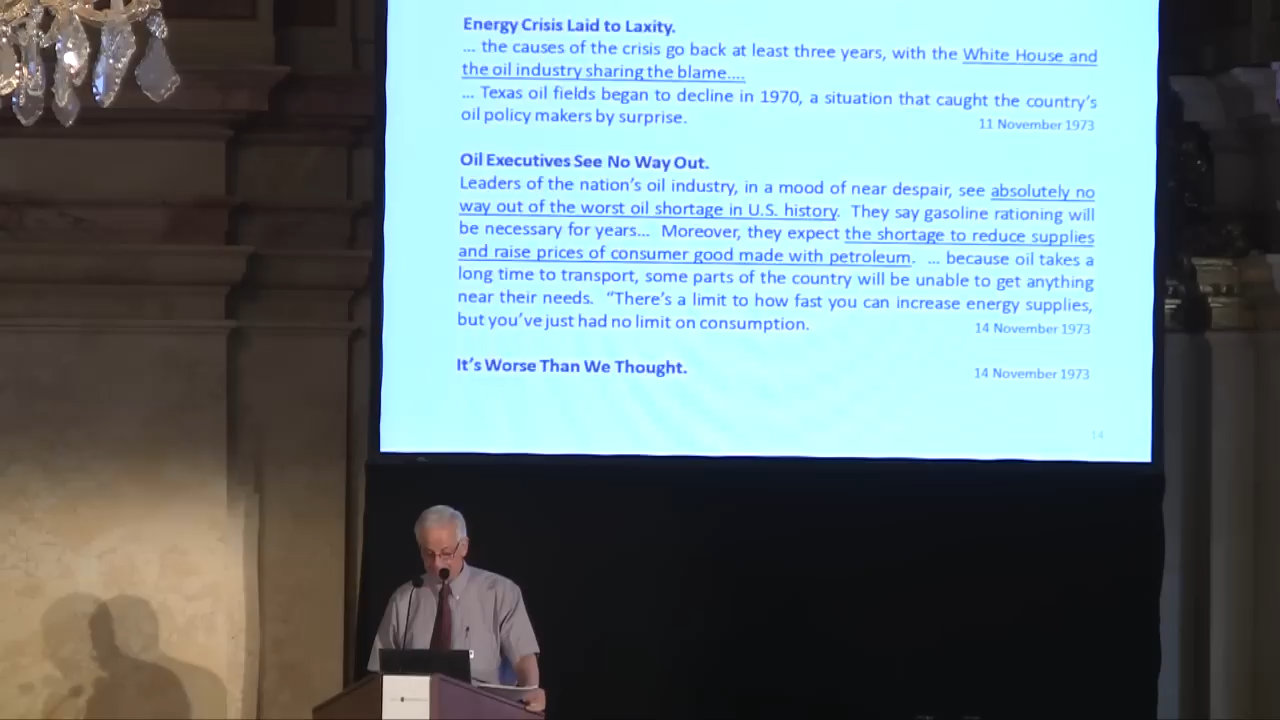 Energy Crisis Laid to Laxity.
... the causes of the crisis go back at least three years, with the White House and
the oil industry sharing the blame....
... Texas oil fields began to decline in 1970, a situation that caught the country's
oil policy makers by surprise. 11 November 1973
Oil Executives See No Way Out.
Leaders of the nation's oil industry, in a mood of near despair, see absolutely no
way out of the worst oil shortage in U.S. history. They say gasoline rationing will
be necessary for years... Moreover, they expect the shortage to reduce supplies
and raise prices of consumer good made with petroleum. ... because oil takes a
long time to transport, some parts of the country will be unable to get anything
near their needs. "There's a limit to how fast you can increase energy supplies,
but you've just had no limit on consumption. 14 November 1973
It's Worse Than We Thought. 14 November 1973
14